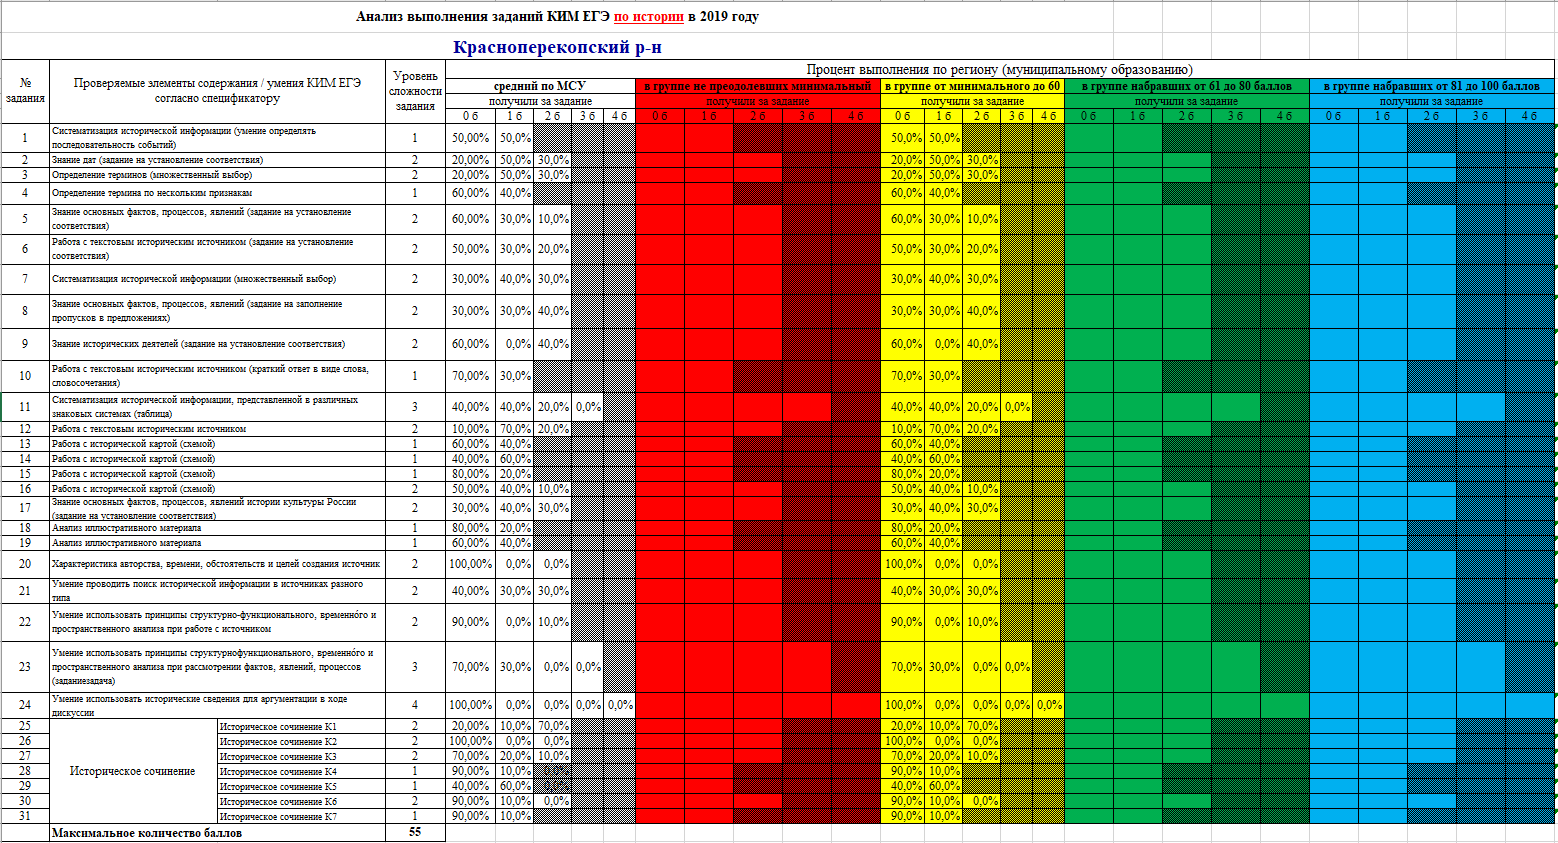 Анализ выполнения заданий КИМ ЕГЭ по истории в 2019 году
Красноперекопский р-н
№ задания Проверяемые элементы содержания / умения КИМ ЕГЭ согласно спецификатору Уровень сложности задания Процент выполнения по региону (муниципальному образованию)
средний по МСУ в группе не преодолевших минимальный в группе от минимального до 60 в группе набравших от 61 до 80 баллов в группе набравших от 81 до 100 баллов
получили за задание получили за задание получили за задание получили за задание получили за задание
0 б 1 б 2 б 3 б 4 б 0 б 1 б 2 б 3 б 4 б 0 б 1 б 2 б 3 б 4 б 0 б 1 б 2 б 3 б 4 б 0 б 1 б 2 б 3 б 4 б
1 Систематизация исторической информации (умение определять последовательность событий) 1 50,00% 50,0% 50,0% 50,0%
2 Знание дат (задание на установление соответствия) 2 20,00% 50,0% 30,0% 20,0% 50,0% 30,0%
3 Определение терминов (множественный выбор) 2 20,00% 50,0% 30,0% 20,0% 50,0% 30,0%
4 Определение термина по нескольким признакам 1 60,00% 40,0% 60,0% 40,0%
5 Знание основных фактов, процессов, явлений (задание на установление соответствия) 2 60,00% 30,0% 10,0% 60,0% 30,0% 10,0%
6 Работа с текстовым историческим источником (задание на установление соответствия) 2 50,00% 30,0% 20,0% 50,0% 30,0% 20,0%
7 Систематизация исторической информации (множественный выбор) 2 30,00% 40,0% 30,0% 30,0% 40,0% 30,0%
8 Знание основных фактов, процессов, явлений (задание на заполнение пропусков в предложениях) 2 30,00% 30,0% 40,0% 30,0% 30,0% 40,0%
9 Знание исторических деятелей (задание на установление соответствия) 2 60,00% 0,0% 40,0% 60,0% 0,0% 40,0%
10 Работа с текстовым историческим источником (краткий ответ в виде слова, словосочетания) 1 70,00% 30,0% 70,0% 30,0%
11 Систематизация исторической информации, представленной в различных знаковых системах (таблица) 3 40,00% 40,0% 20,0% 0,0% 40,0% 40,0% 20,0% 0,0%
12 Работа с текстовым историческим источником 2 10,00% 70,0% 20,0% 10,0% 70,0% 20,0%
13 Работа с исторической картой (схемой) 1 60,00% 40,0% 60,0% 40,0%
14 Работа с исторической картой (схемой) 1 40,00% 60,0% 40,0% 60,0%
15 Работа с исторической картой (схемой) 1 80,00% 20,0% 80,0% 20,0%
16 Работа с исторической картой (схемой) 2 50,00% 40,0% 10,0% 50,0% 40,0% 10,0%
17 Знание основных фактов, процессов, явлений истории культуры России (задание на установление соответствия) 2 30,00% 40,0% 30,0% 30,0% 40,0% 30,0%
18 Анализ иллюстративного материала 1 80,00% 20,0% 80,0% 20,0%
19 Анализ иллюстративного материала 1 60,00% 40,0% 60,0% 40,0%
20 Характеристика авторства, времени, обстоятельств и целей создания источник 2 100,00% 0,0% 0,0% 100,0% 0,0% 0,0%
21 Умение проводить поиск исторической информации в источниках разного типа 2 40,00% 30,0% 30,0% 40,0% 30,0% 30,0%
22 Умение использовать принципы структурно-функционального, временно́го и пространственного анализа при работе с источником 2 90,00% 0,0% 10,0% 90,0% 0,0% 10,0%
23 Умение использовать принципы структурнофункционального, временно́го и пространственного анализа при рассмотрении фактов, явлений, процессов (заданиезадача) 3 70,00% 30,0% 0,0% 0,0% 70,0% 30,0% 0,0% 0,0%
24 Умение использовать исторические сведения для аргументации в ходе дискуссии 4 100,00% 0,0% 0,0% 0,0% 0,0% 100,0% 0,0% 0,0% 0,0% 0,0%
25 Историческое сочинение Историческое сочинение К1 2 20,00% 10,0% 70,0% 20,0% 10,0% 70,0%
26 Историческое сочинение К2 2 100,00% 0,0% 0,0% 100,0% 0,0% 0,0%
27 Историческое сочинение К3 2 70,00% 20,0% 10,0% 70,0% 20,0% 10,0%
28 Историческое сочинение К4 1 90,00% 10,0% 0,0% 90,0% 10,0%
29 Историческое сочинение К5 1 40,00% 60,0% 0,0% 40,0% 60,0%
30 Историческое сочинение К6 2 90,00% 10,0% 0,0% 90,0% 10,0% 0,0%
31 Историческое сочинение К7 1 90,00% 10,0% 90,0% 10,0%
Максимальное количество баллов 55